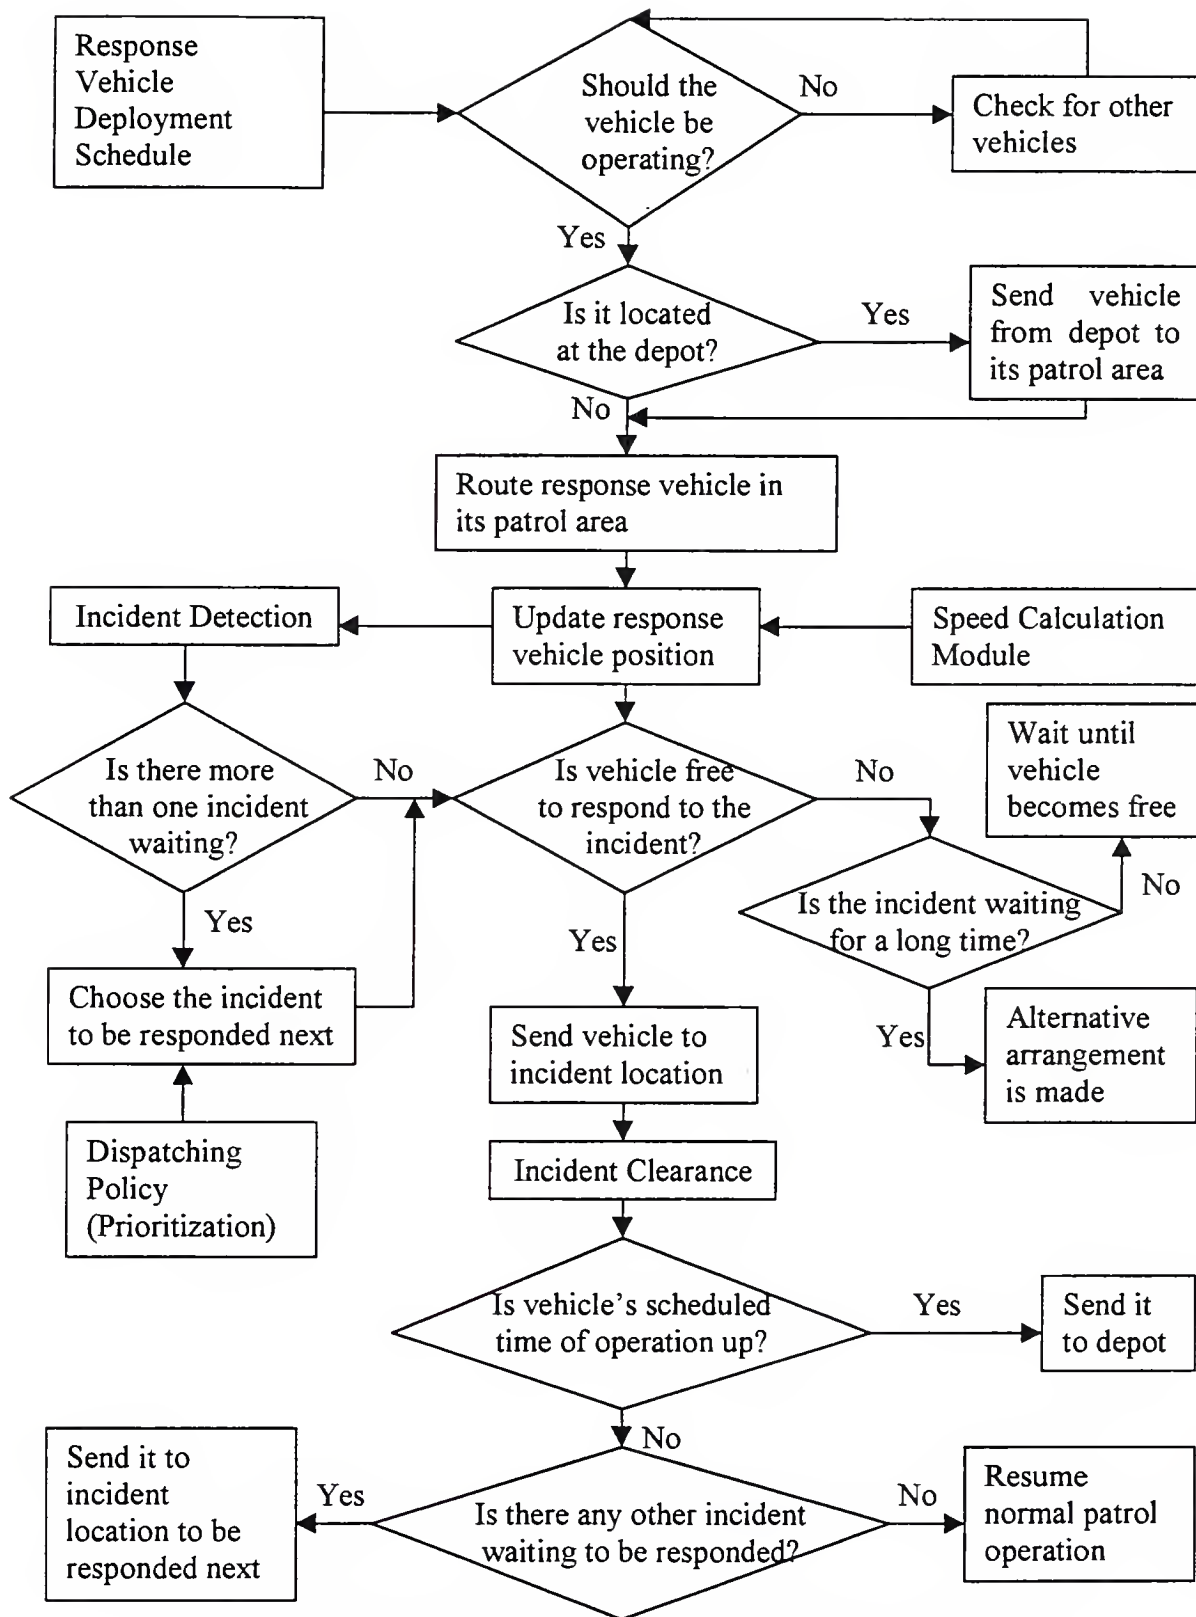 Response
Vehicle
Deployment
Schedule
Should the
vehicle be
operating?
No
Check for other
vehicles
Yes
Is it located
at the depot?
Yes
Send vehicle
from depot to
its patrol area
No
Route response vehicle in
its patrol area
Incident Detection
Update response
vehicle position
Speed Calculation
Module
Is there more
than one incident
waiting?
No
Is vehicle free
to respond to the
incident?
No
Wait until
vehicle
becomes free
Is the incident waiting
for a long time?
No
Yes
Choose the incident
to be responded next
Yes
Send vehicle to
incident location
Yes
Alternative
arrangement
is made
Dispatching
Policy
(Prioritization)
Incident Clearance
Is vehicle's scheduled
time of operation up?
Yes
Send it
to depot
No
Send it to
incident
location to be
responded next
Yes
Is there any other incident
waiting to be responded?
No
Resume
normal patrol
operation